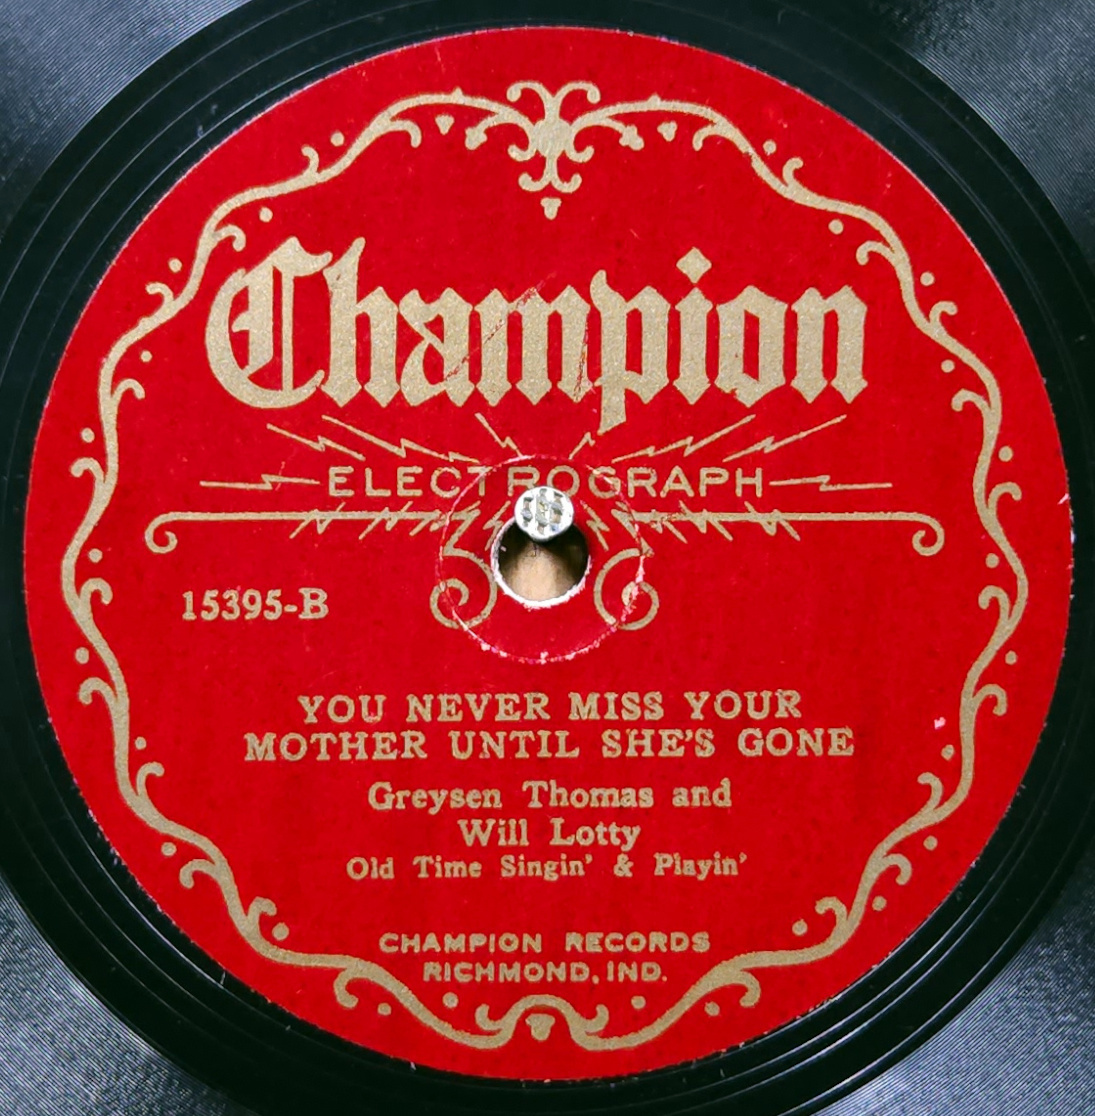 Champion
ELECTROGRAPH
15395-B
YOU NEVER MISS YOUR
MOTHER UNTIL SHE'S GONE
Greysen Thomas and
Will Lotty
Old Time Singin' & Playin'
CHAMPION RECORDS
RICHMOND, IND.